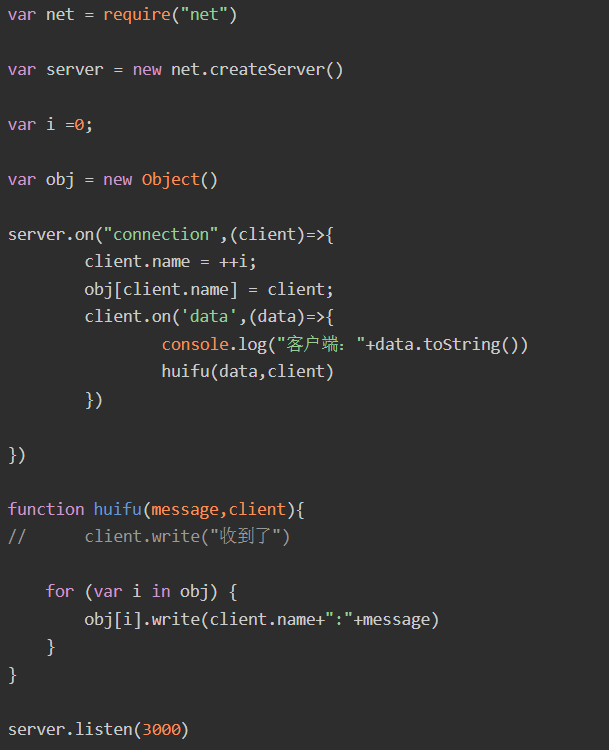 var net = require("net")
var server = new net.createServer()
var i =0;
var obj = new Object()
server.on("connection",(client)=>{
        client.name = ++i;
        obj[client.name] = client;
        client.on('data',(data)=>{
                console.log("客户端："+data.toString())
                huifu(data,client)
        })
})
function huifu(message,client){
//      client.write("收到了")
    for (var i in obj) {
        obj[i].write(client.name+":"+message)
    }
}
server.listen(3000)